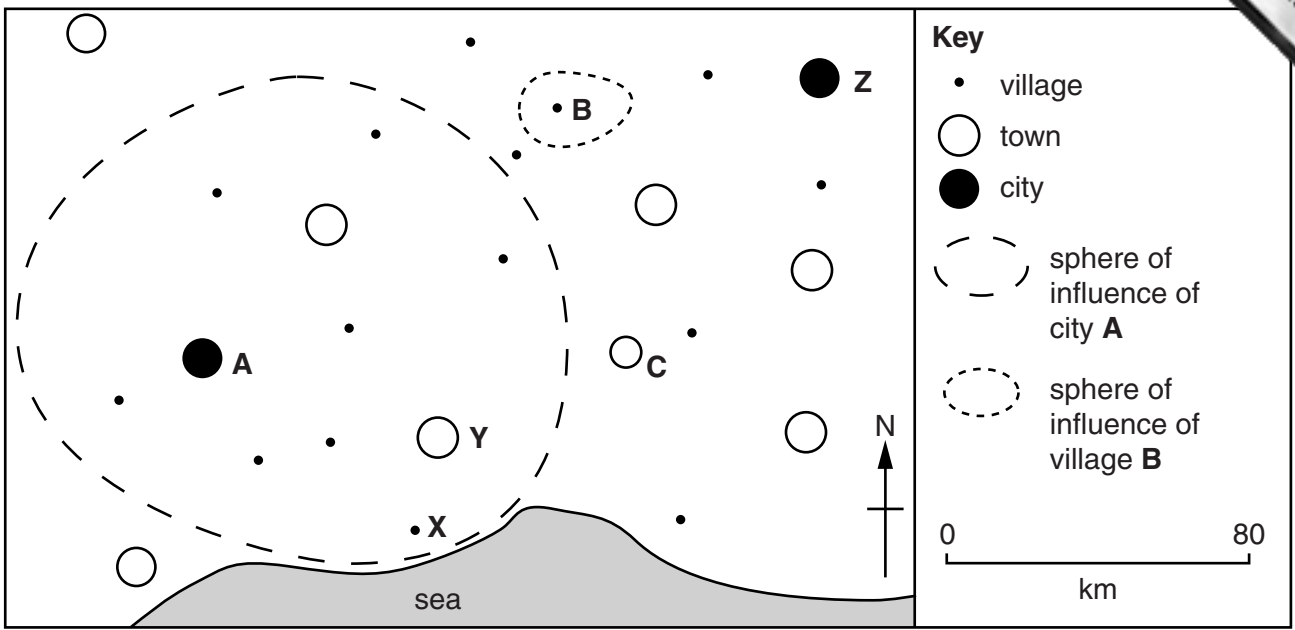 B
Z
A
C
Y
X
N
sea
Key
village
town
city
sphere of
influence of
city A
sphere of
influence of
village B
0 80
km